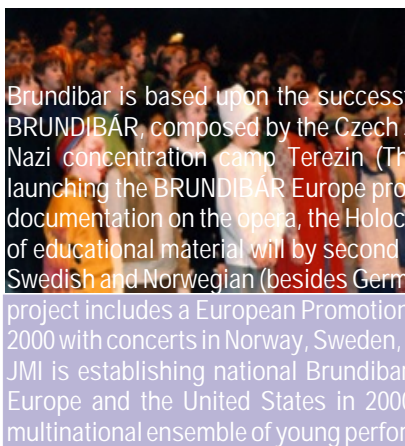 Brundibar is based upon the success
BRUNDIBÁR, composed by the Czech
Nazi concentration camp Terezin (Th
launching the BRUNDIBÁR Europe pro
documentation on the opera, the Holoc
of educational material will by second
Swedish and Norwegian (besides Germ
project includes a European Promotion
2000 with concerts in Norway, Sweden,
JMI is establishing national Brundibar
Europe and the United States in 2000
multinational ensemble of young perfor